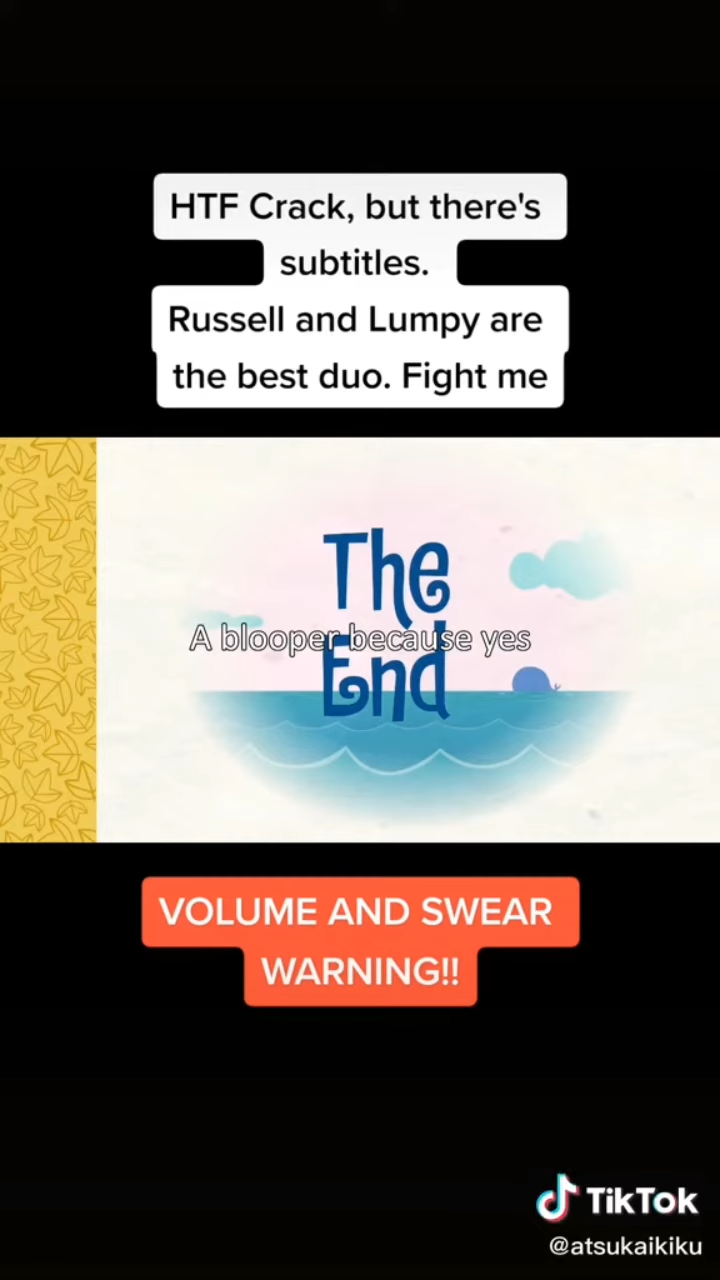 HTF Crack, but there's
subtitles.
Russell and Lumpy are
the best duo. Fight me
The
A blooper because yes
End
VOLUME AND SWEAR
WARNING!!
TikTok
@atsukaikiku